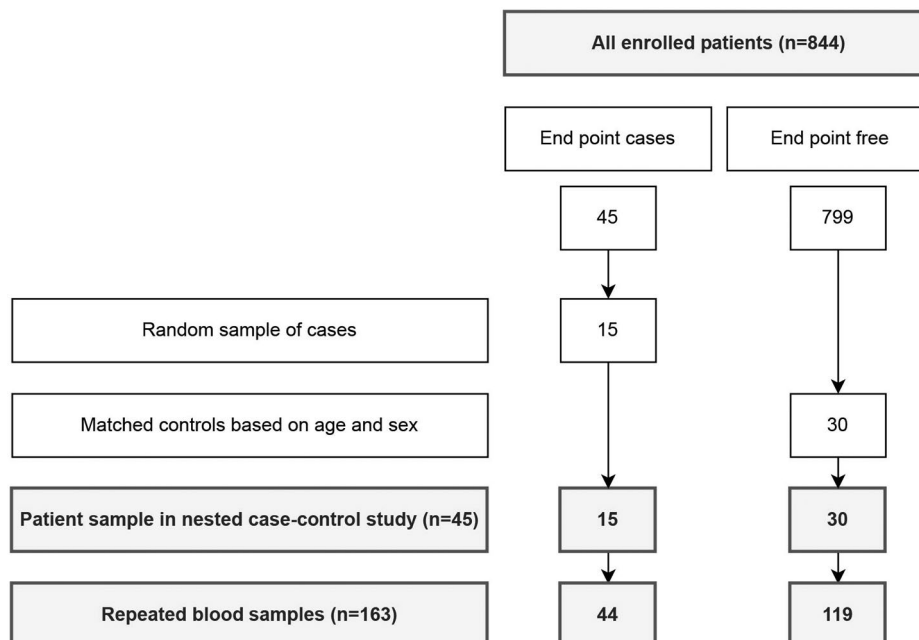 All enrolled patients (n=844)
End point cases
End point free
45
799
Random sample of cases
15
Matched controls based on age and sex
30
Patient sample in nested case-control study (n=45)
15
30
Repeated blood samples (n=163)
44
119